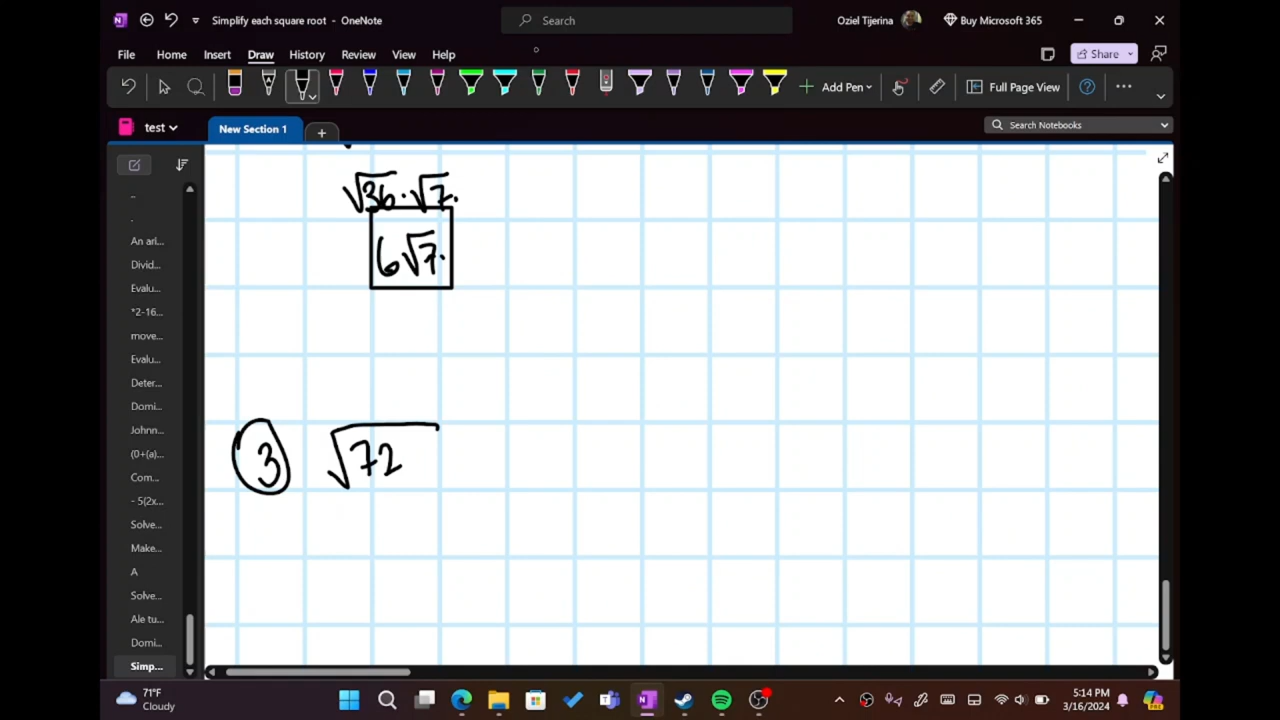 Simplify each square root - OneNote
Search
Oziel Tijerina
Buy Microsoft 365
File Home Insert Draw History Review View Help
Share
Add Pen
Full Page View
test
New Section 1
Search Notebooks
An ari...
Divid...
Evalu...
*2-16...
move...
Evalu...
Deter...
Domi...
Johnn...
(0+(a)...
Com...
- 5(2x...
Solve...
Make...
A
Solve...
Ale tu...
Domi...
Simp...
√36 · √7.
6√7.
3 √72
71°F
Cloudy
5:14 PM
3/16/2024